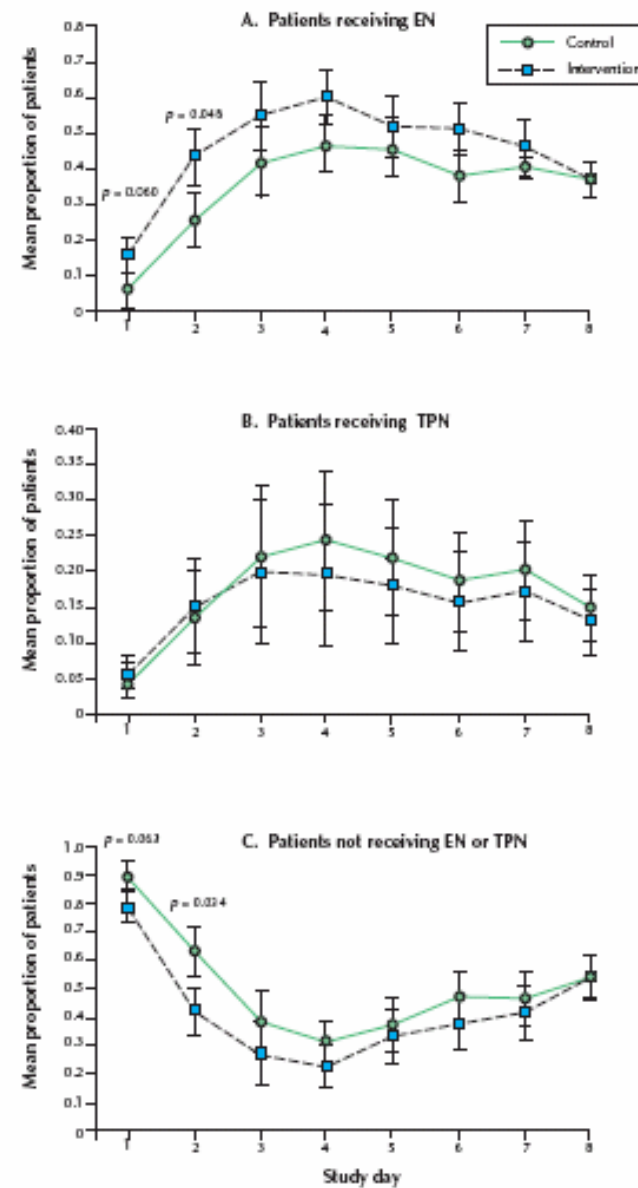 A. Patients receiving EN
Control
Intervention
Mean proportion of patients
0.8
0.7
0.6
0.5
0.4
0.3
0.2
0.1
0
p = 0.060
p = 0.048
1 2 3 4 5 6 7 8
B. Patients receiving TPN
Mean proportion of patients
0.40
0.35
0.30
0.25
0.20
0.15
0.10
0.05
0
1 2 3 4 5 6 7 8
C. Patients not receiving EN or TPN
Mean proportion of patients
1.0
0.9
0.8
0.7
0.6
0.5
0.4
0.3
0.2
0.1
0
p = 0.063
p = 0.034
1 2 3 4 5 6 7 8
Study day